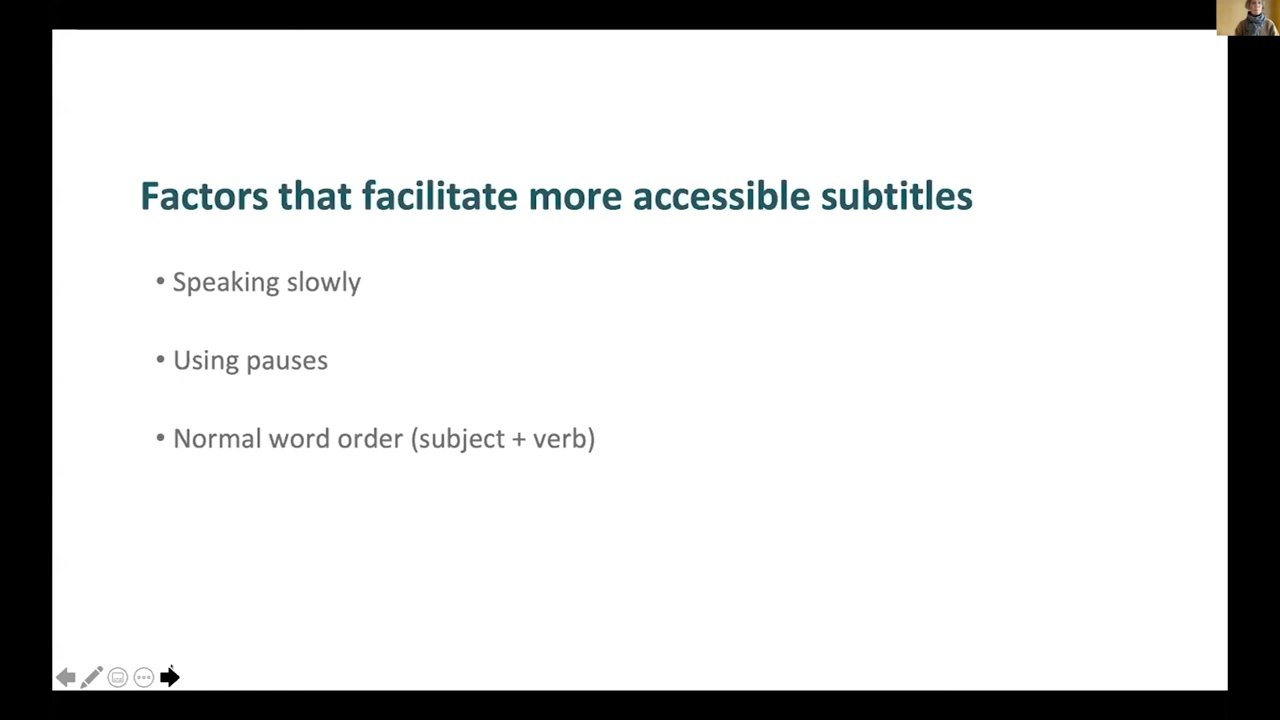 Factors that facilitate more accessible subtitles
• Speaking slowly
• Using pauses
• Normal word order (subject + verb)